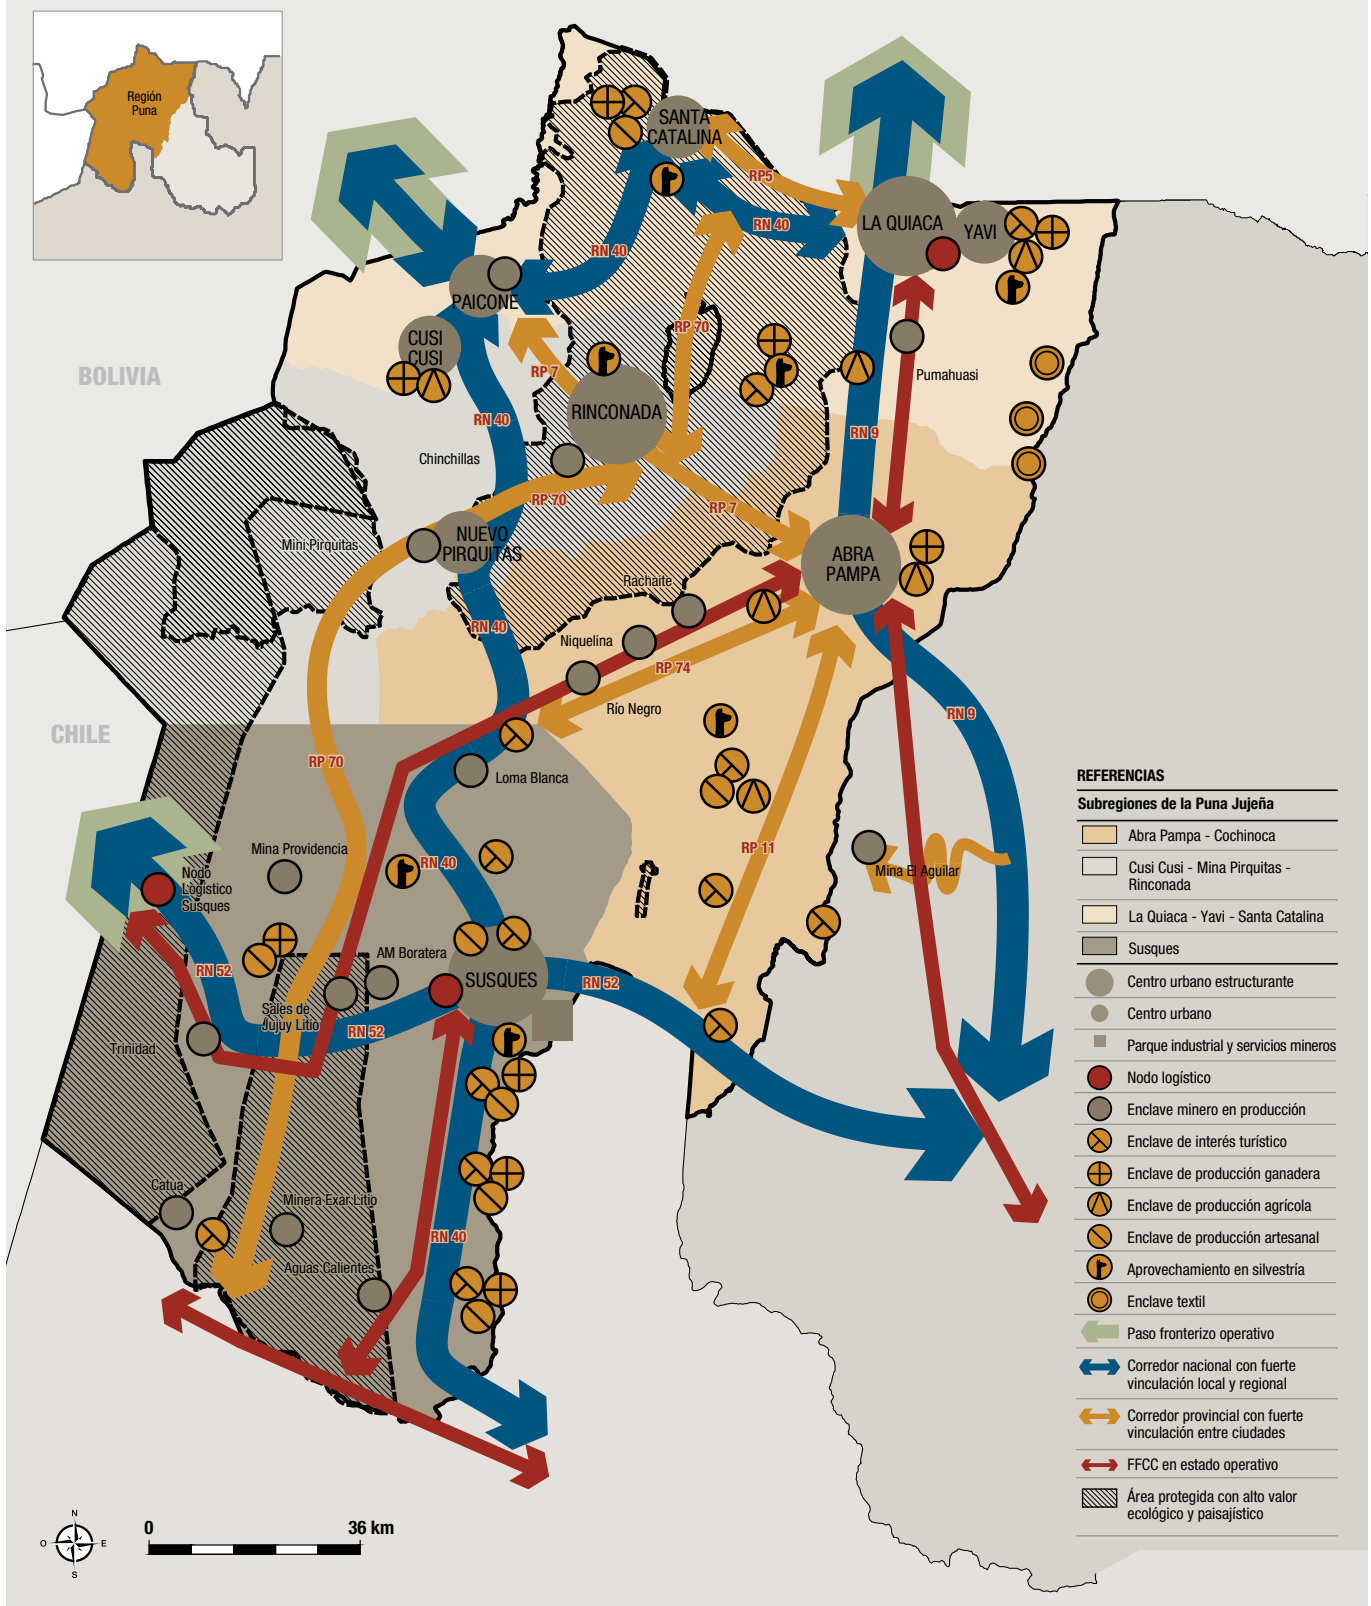 Región
Puna
SANTA
CATALINA
RP5
RN 40
RN 40
LA QUIACA
YAVI
PAICONE
CUSI
CUSI
RP 70
RP 7
BOLIVIA
RINCONADA
Pumahuasi
RN 40
RN 9
Chinchillas
RP 70
RP 7
NUEVO
PIRQUITAS
Mini Pirquitas
ABRA
PAMPA
Rachaite
RN 40
Niquelina
RP 74
Río Negro
RN 9
CHILE
RP 70
Loma Blanca
Mina Providencia
RN 40
RP 11
Mina El Aguilar
Nodo
Logístico
Susques
AM Boratera
SUSQUES
RN 52
RN 52
Sales de
Jujuy Litio
RN 52
Trinidad
Catua
Minera Exar Litio
RN 40
Aguas Calientes
REFERENCIAS
Subregiones de la Puna Jujeña
Abra Pampa - Cochinoca
Cusi Cusi - Mina Pirquitas -
Rinconada
La Quiaca - Yavi - Santa Catalina
Susques
Centro urbano estructurante
Centro urbano
Parque industrial y servicios mineros
Nodo logístico
Enclave minero en producción
Enclave de interés turístico
Enclave de producción ganadera
Enclave de producción agrícola
Enclave de producción artesanal
Aprovechamiento en silvestría
Enclave textil
Paso fronterizo operativo
Corredor nacional con fuerte
vinculación local y regional
Corredor provincial con fuerte
vinculación entre ciudades
FFCC en estado operativo
Área protegida con alto valor
ecológico y paisajístico
N
O
E
S
0
36 km